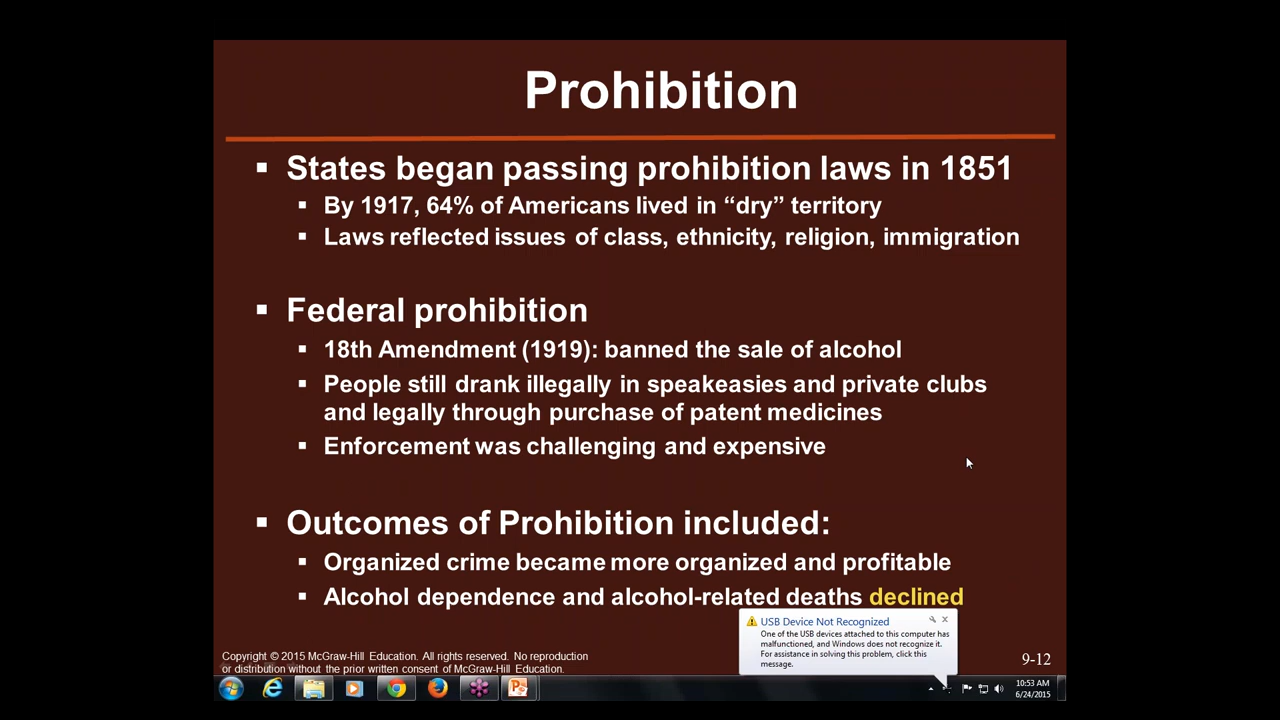 Prohibition
▪ States began passing prohibition laws in 1851
▪ By 1917, 64% of Americans lived in “dry” territory
▪ Laws reflected issues of class, ethnicity, religion, immigration
▪ Federal prohibition
▪ 18th Amendment (1919): banned the sale of alcohol
▪ People still drank illegally in speakeasies and private clubs
and legally through purchase of patent medicines
▪ Enforcement was challenging and expensive
▪ Outcomes of Prohibition included:
▪ Organized crime became more organized and profitable
▪ Alcohol dependence and alcohol-related deaths declined
USB Device Not Recognized
One of the USB devices attached to this computer has
malfunctioned, and Windows does not recognize it.
For assistance in solving this problem, click this
message.
Copyright © 2015 McGraw-Hill Education. All rights reserved. No reproduction
or distribution without the prior written consent of McGraw-Hill Education.
9-12
10:53 AM
6/24/2015